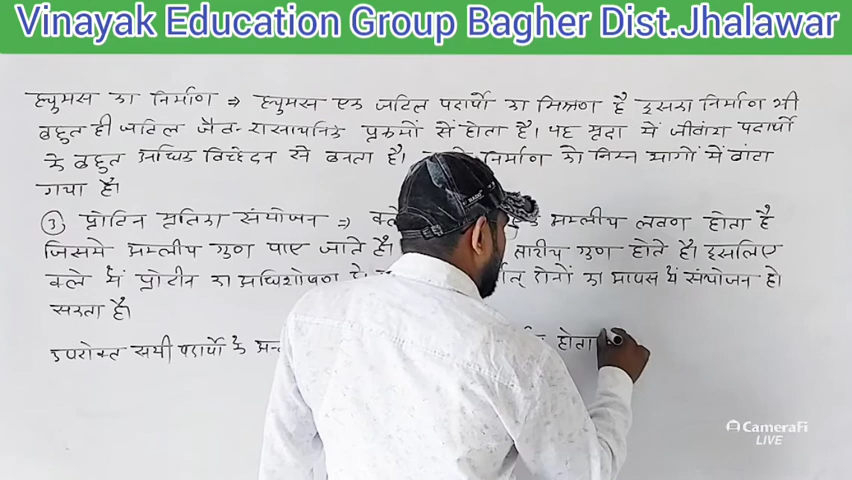 Vinayak Education Group Bagher Dist.Jhalawar
ह्युमस का निर्माण ⇒ ह्युमस एक जटिल पदार्थो का मिश्रण है इसका निर्माण भी
बहुत ही जटिल जैव-रासायनिक प्रक्रमों से होता है। यह मृदा में जीवांश पदार्थो
के बहुत अधिक विच्छेदन से बनता है। निर्माण को निम्न भागों में बांटा
गया है।
③ प्रोटिन मृतिका संयोजन ⇒ क्ले अम्लीय लवण होता है
जिसमे अम्लीय गुण पाए जाते है। गुण होते है। इसलिए
क्ले में प्रोटीन का अधिशोषण दोनों का आपस में संयोजन हो
सकता है।
उपरोक्त सभी पदार्थो के होता
CameraFi
LIVE